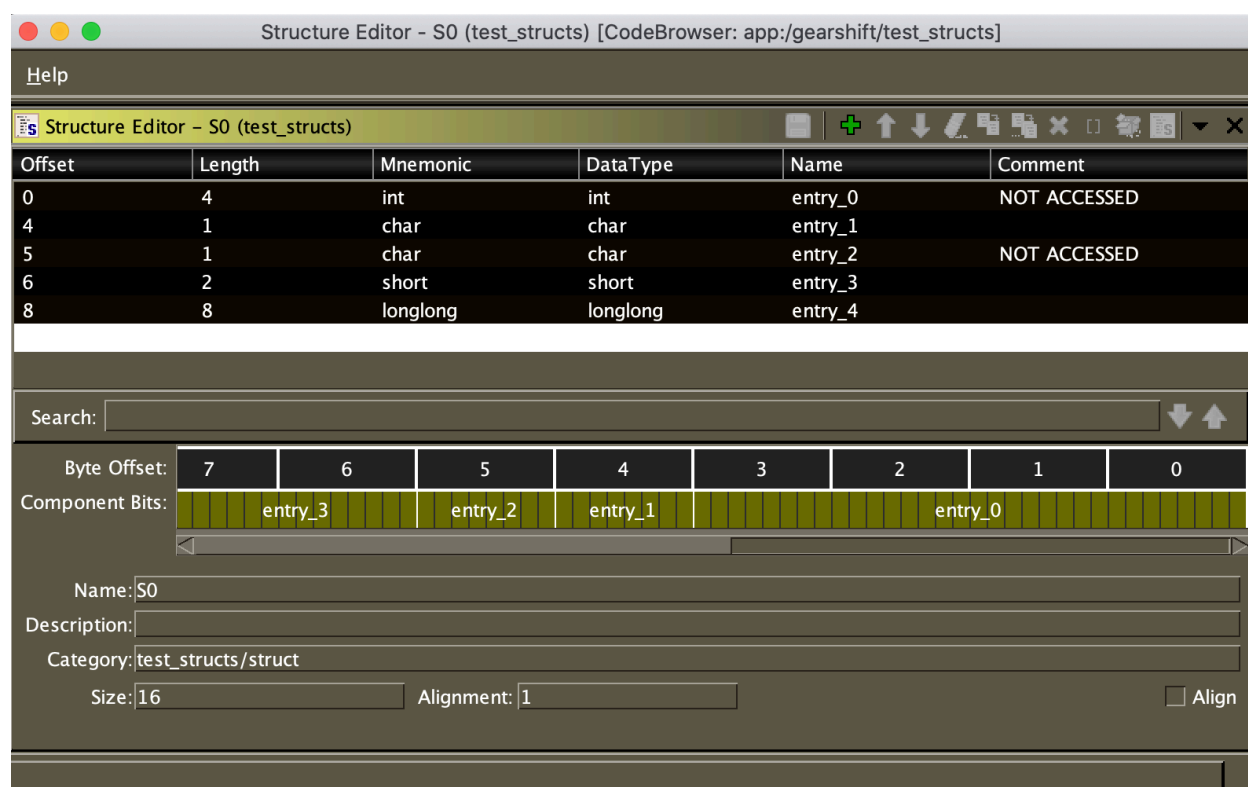 Structure Editor - S0 (test_structs) [CodeBrowser: app:/gearshift/test_structs]
Help
Structure Editor – S0 (test_structs)
Offset Length Mnemonic DataType Name Comment
0 4 int int entry_0 NOT ACCESSED
4 1 char char entry_1
5 1 char char entry_2 NOT ACCESSED
6 2 short short entry_3
8 8 longlong longlong entry_4
Search:
Byte Offset: 7 6 5 4 3 2 1 0
Component Bits: entry_3 entry_2 entry_1 entry_0
Name: S0
Description:
Category: test_structs/struct
Size: 16 Alignment: 1 Align